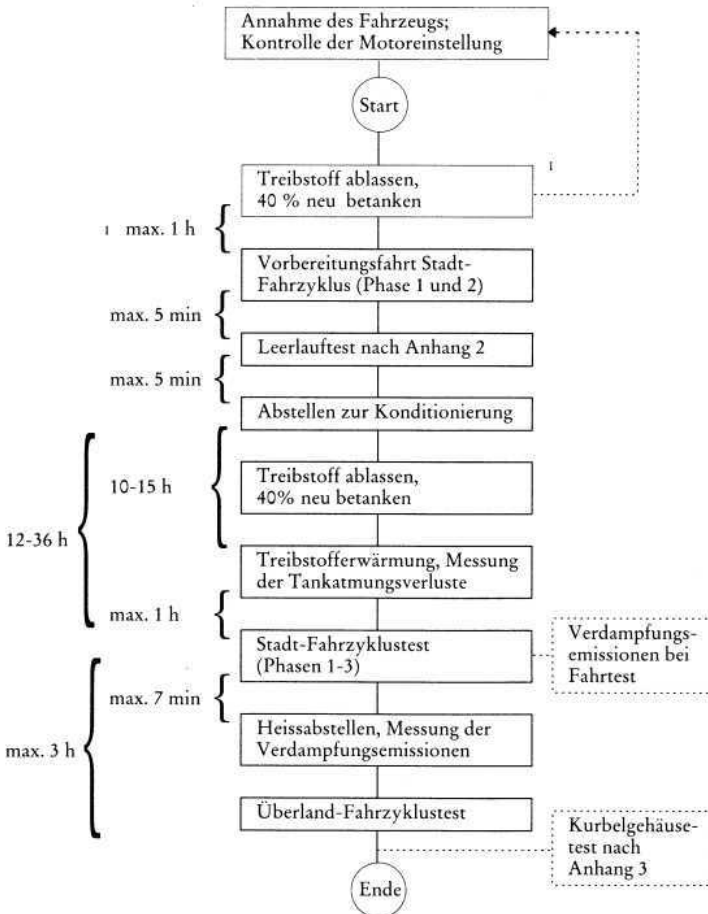 Annahme des Fahrzeugs;
Kontrolle der Motoreinstellung
Start
1
Treibstoff ablassen,
40 % neu betanken
1 max. 1 h
Vorbereitungsfahrt Stadt-
Fahrzyklus (Phase 1 und 2)
max. 5 min
Leerlauftest nach Anhang 2
max. 5 min
Abstellen zur Konditionierung
10-15 h
Treibstoff ablassen,
40% neu betanken
12-36 h
Treibstofferwärmung, Messung
der Tankatmungsverluste
max. 1 h
Stadt-Fahrzyklustest
(Phasen 1-3)
Verdampfungs-
emissionen bei
Fahrtest
max. 7 min
Heissabstellen, Messung der
Verdampfungsemissionen
max. 3 h
Überland-Fahrzyklustest
Kurbelgehäuse-
test nach
Anhang 3
Ende